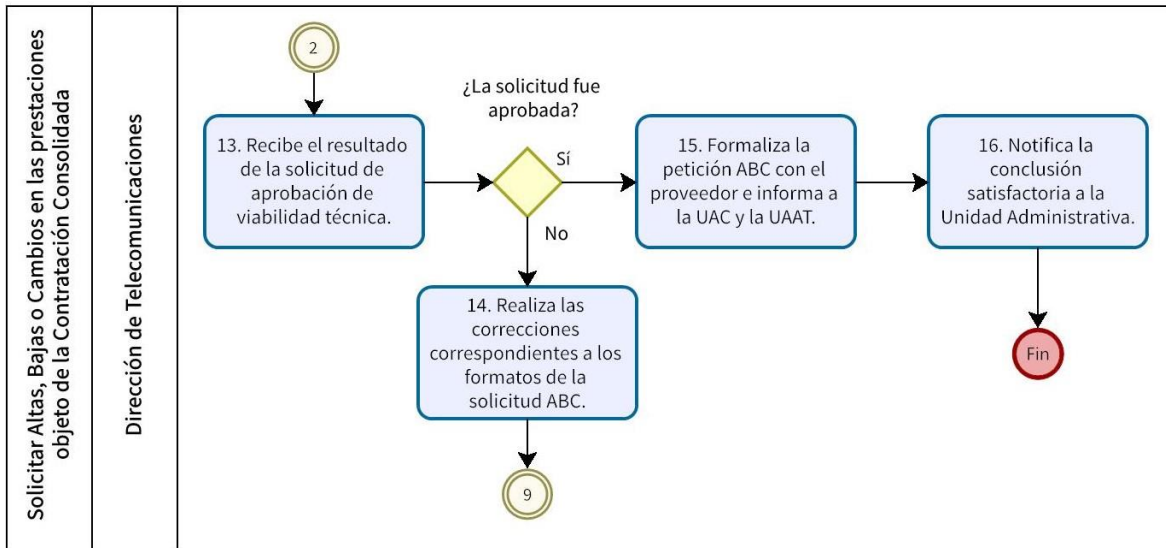 Solicitar Altas, Bajas o Cambios en las prestaciones
objeto de la Contratación Consolidada
Dirección de Telecomunicaciones
2
13. Recibe el resultado
de la solicitud de
aprobación de
viabilidad técnica.
¿La solicitud fue
aprobada?
Sí
No
15. Formaliza la
petición ABC con el
proveedor e informa a
la UAC y la UAAT.
16. Notifica la
conclusión
satisfactoria a la
Unidad Administrativa.
Fin
14. Realiza las
correcciones
correspondientes a los
formatos de la
solicitud ABC.
9